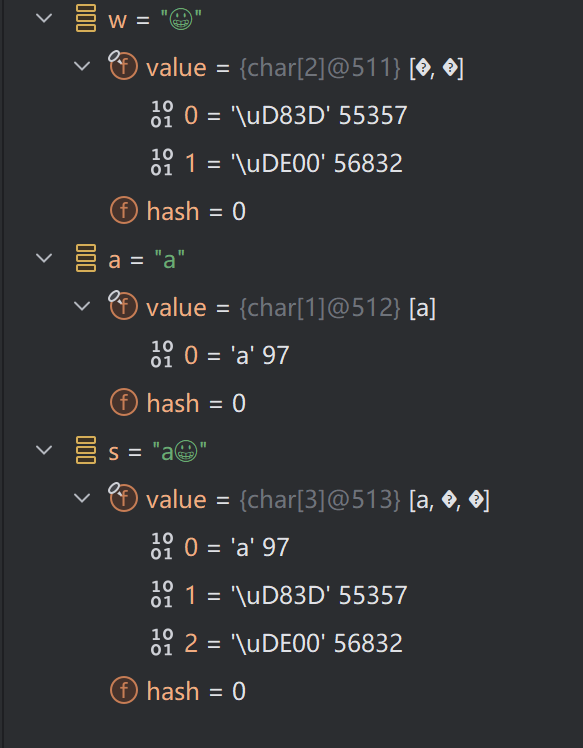 w = "😀"
value = {char[2]@511} [�, �]
0 = '\uD83D' 55357
1 = '\uDE00' 56832
hash = 0
a = "a"
value = {char[1]@512} [a]
0 = 'a' 97
hash = 0
s = "a😀"
value = {char[3]@513} [a, �, �]
0 = 'a' 97
1 = '\uD83D' 55357
2 = '\uDE00' 56832
hash = 0